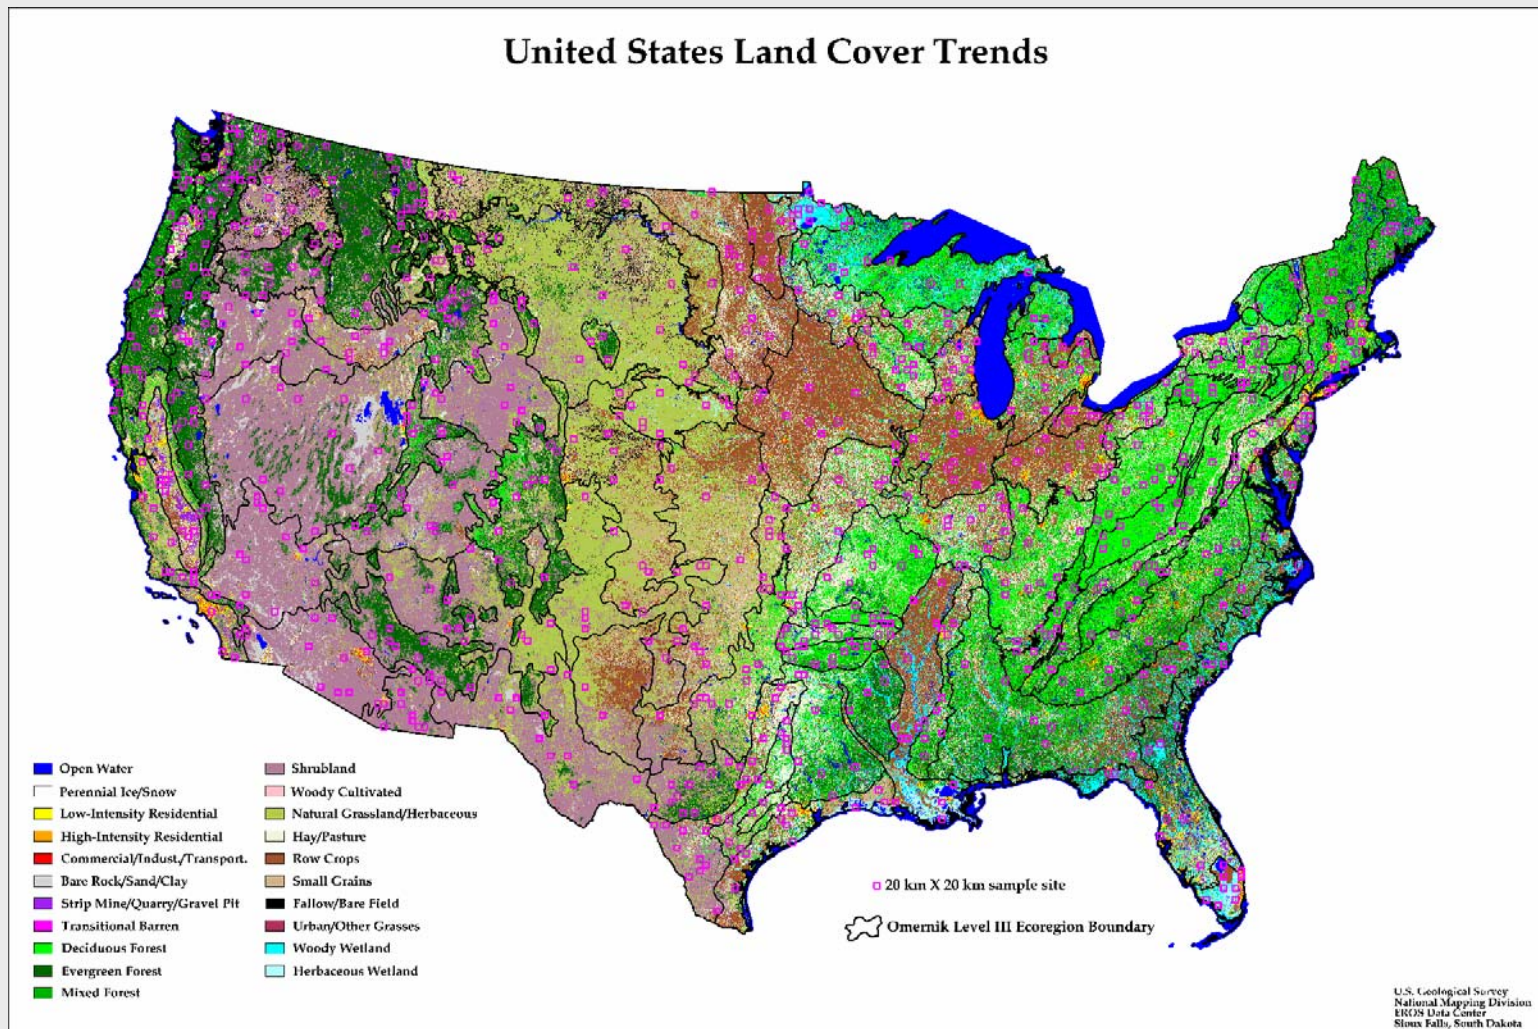 United States Land Cover Trends
Open Water
Perennial Ice/Snow
Low-Intensity Residential
High-Intensity Residential
Commercial/Indust./Transport.
Bare Rock/Sand/Clay
Strip Mine/Quarry/Gravel Pit
Transitional Barren
Deciduous Forest
Evergreen Forest
Mixed Forest
Shrubland
Woody Cultivated
Natural Grassland/Herbaceous
Hay/Pasture
Row Crops
Small Grains
Fallow/Bare Field
Urban/Other Grasses
Woody Wetland
Herbaceous Wetland
20 km X 20 km sample site
Omernik Level III Ecoregion Boundary
U.S. Geological Survey
National Mapping Division
EROS Data Center
Sioux Falls, South Dakota